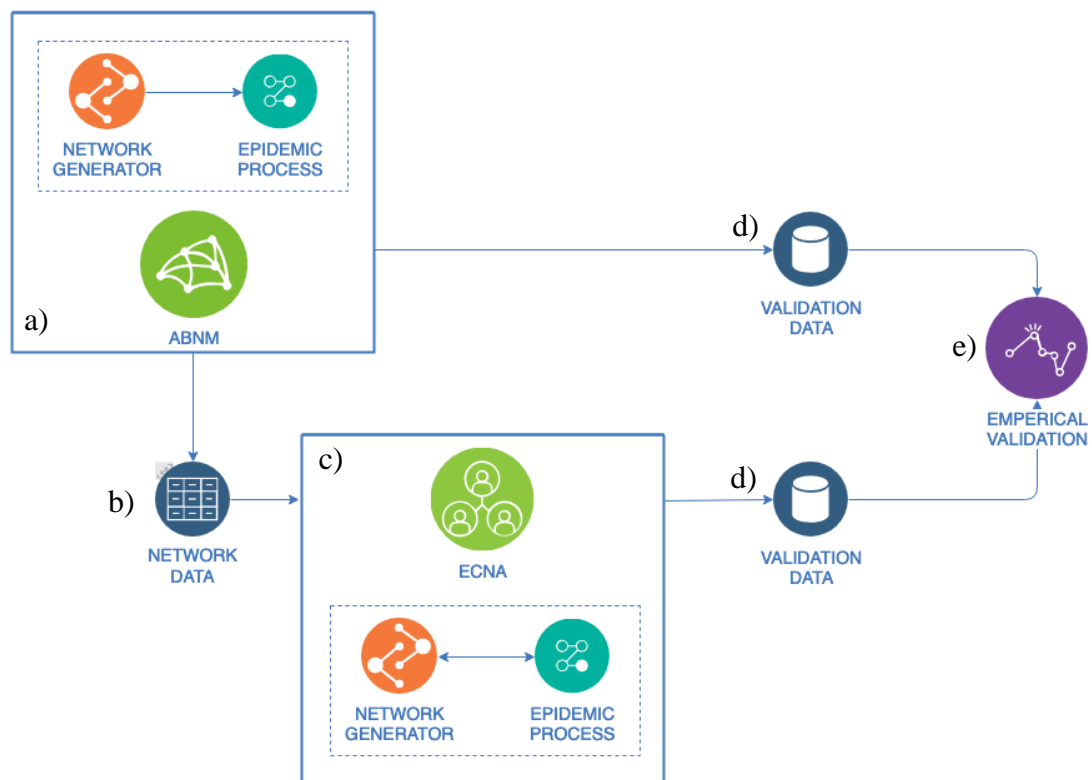 NETWORK
GENERATOR
EPIDEMIC
PROCESS
a)
ABNM
d)
VALIDATION
DATA
e)
EMPERICAL
VALIDATION
b)
NETWORK
DATA
c)
ECNA
d)
VALIDATION
DATA
NETWORK
GENERATOR
EPIDEMIC
PROCESS